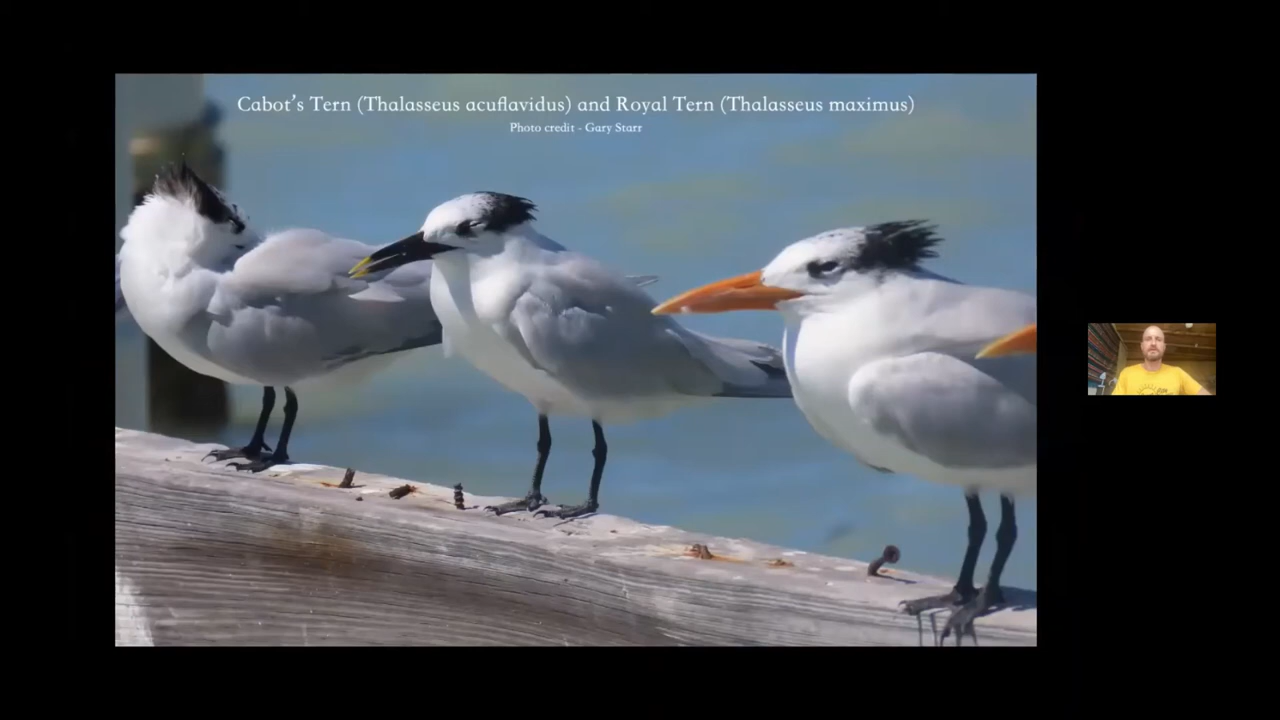 Cabot's Tern (Thalasseus acuflavidus) and Royal Tern (Thalasseus maximus)
Photo credit - Gary Starr